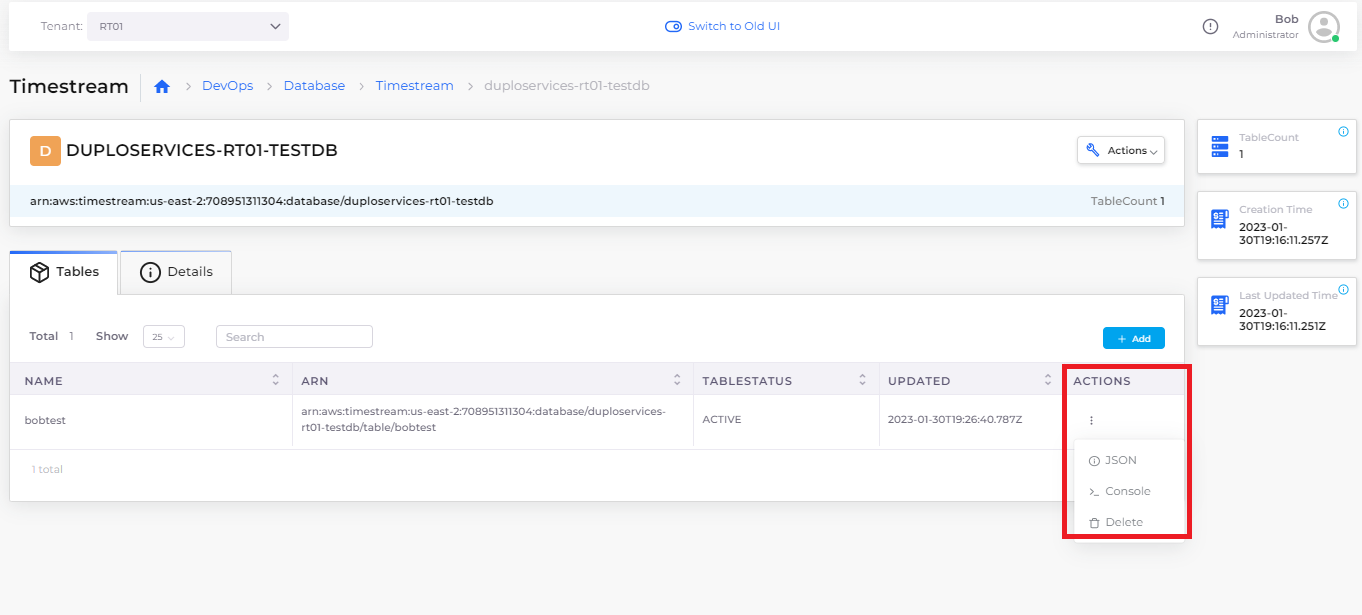 Tenant: RT01
Switch to Old UI
Bob
Administrator
Timestream
DevOps > Database > Timestream > duploservices-rt01-testdb
D DUPLOSERVICES-RT01-TESTDB
Actions
arn:aws:timestream:us-east-2:708951311304:database/duploservices-rt01-testdb
TableCount 1
TableCount
1
Creation Time
2023-01-
30T19:16:11.257Z
Last Updated Time
2023-01-
30T19:16:11.251Z
Tables
Details
Total 1 Show 25 Search
+ Add
NAME ARN TABLESTATUS UPDATED ACTIONS
bobtest
arn:aws:timestream:us-east-2:708951311304:database/duploservices-
rt01-testdb/table/bobtest
ACTIVE
2023-01-30T19:26:40.787Z
JSON
Console
Delete
1 total